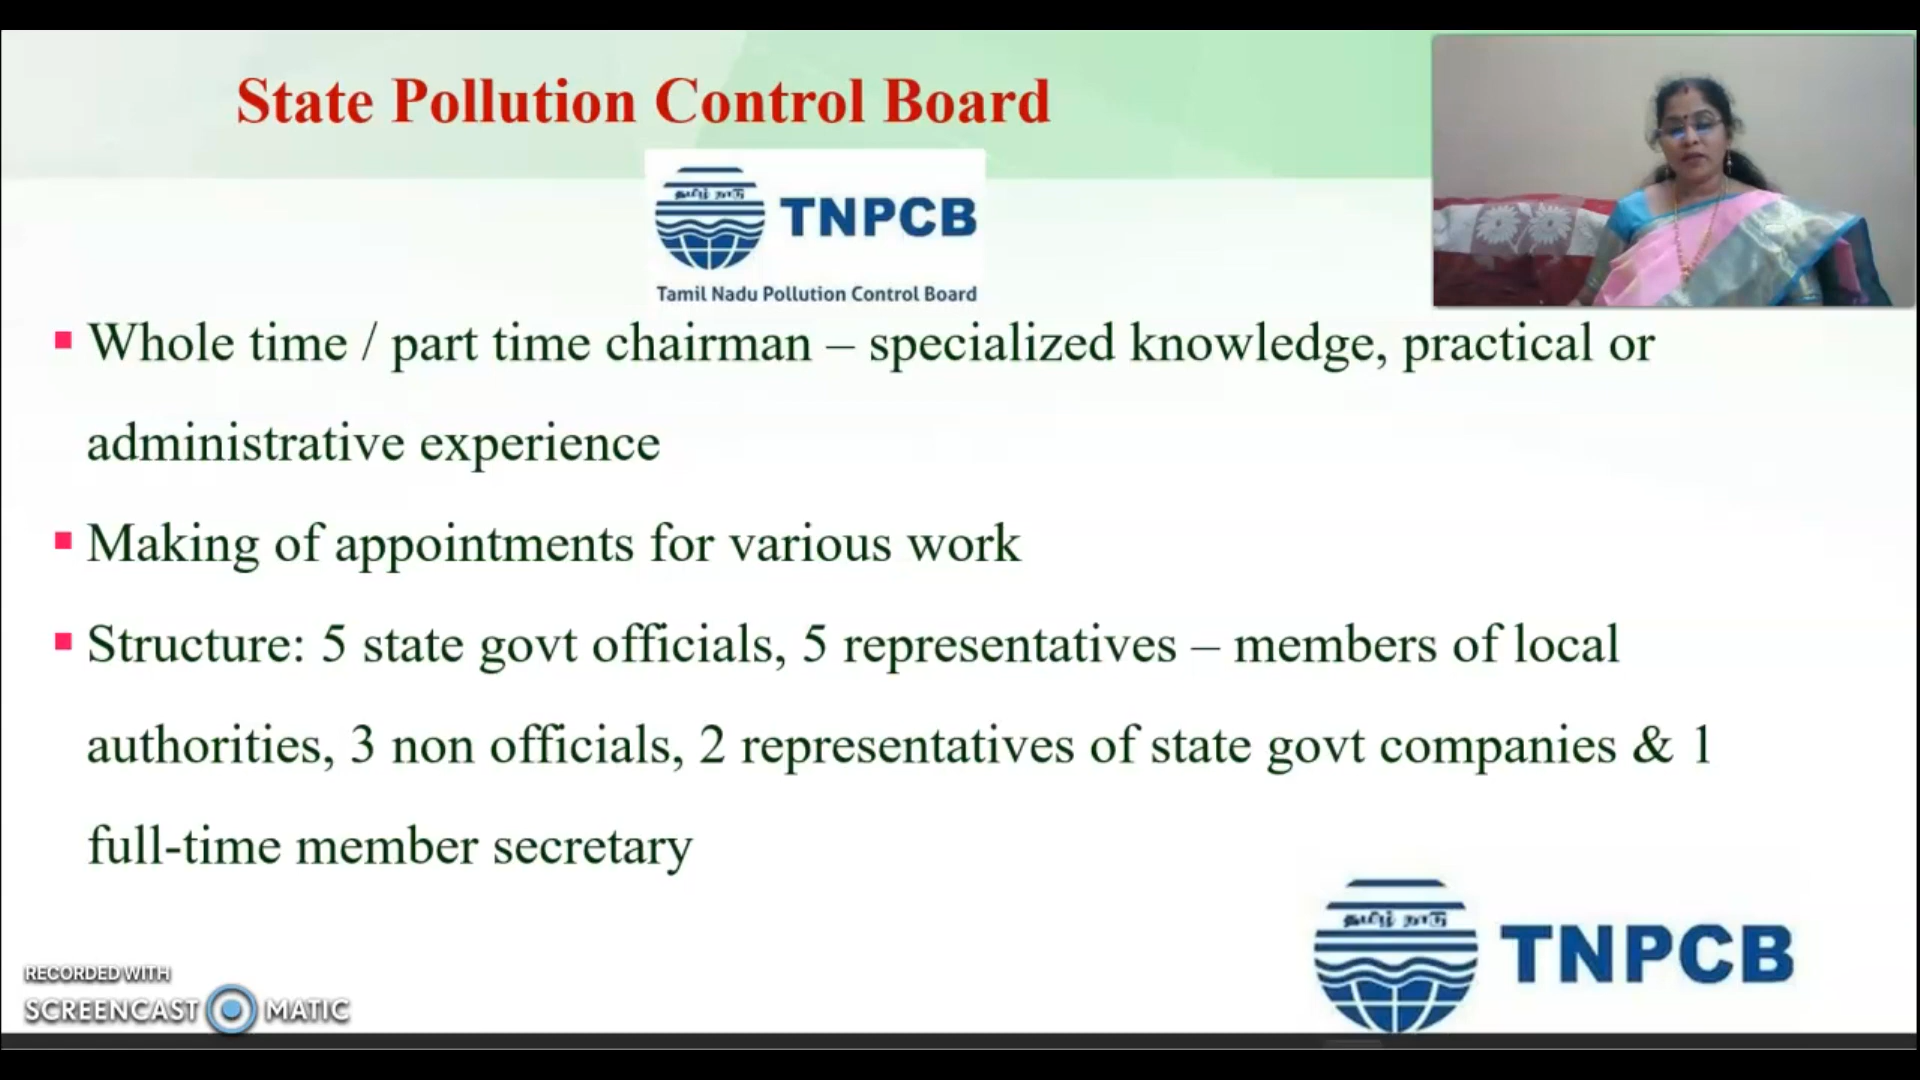 State Pollution Control Board
தமிழ் நாடு
TNPCB
Tamil Nadu Pollution Control Board
Whole time / part time chairman – specialized knowledge, practical or
administrative experience
Making of appointments for various work
Structure: 5 state govt officials, 5 representatives – members of local
authorities, 3 non officials, 2 representatives of state govt companies & 1
full-time member secretary
தமிழ் நாடு
TNPCB
RECORDED WITH
SCREENCAST MATIC